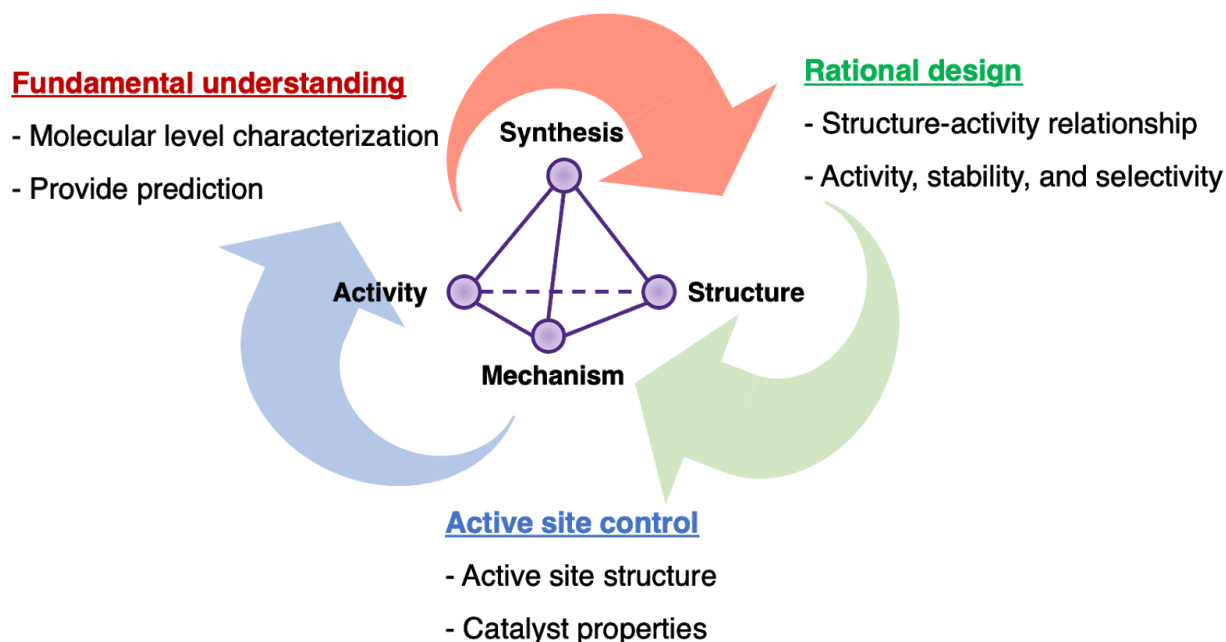 Fundamental understanding
- Molecular level characterization
- Provide prediction
Synthesis
Activity
Structure
Mechanism
Rational design
- Structure-activity relationship
- Activity, stability, and selectivity
Active site control
- Active site structure
- Catalyst properties